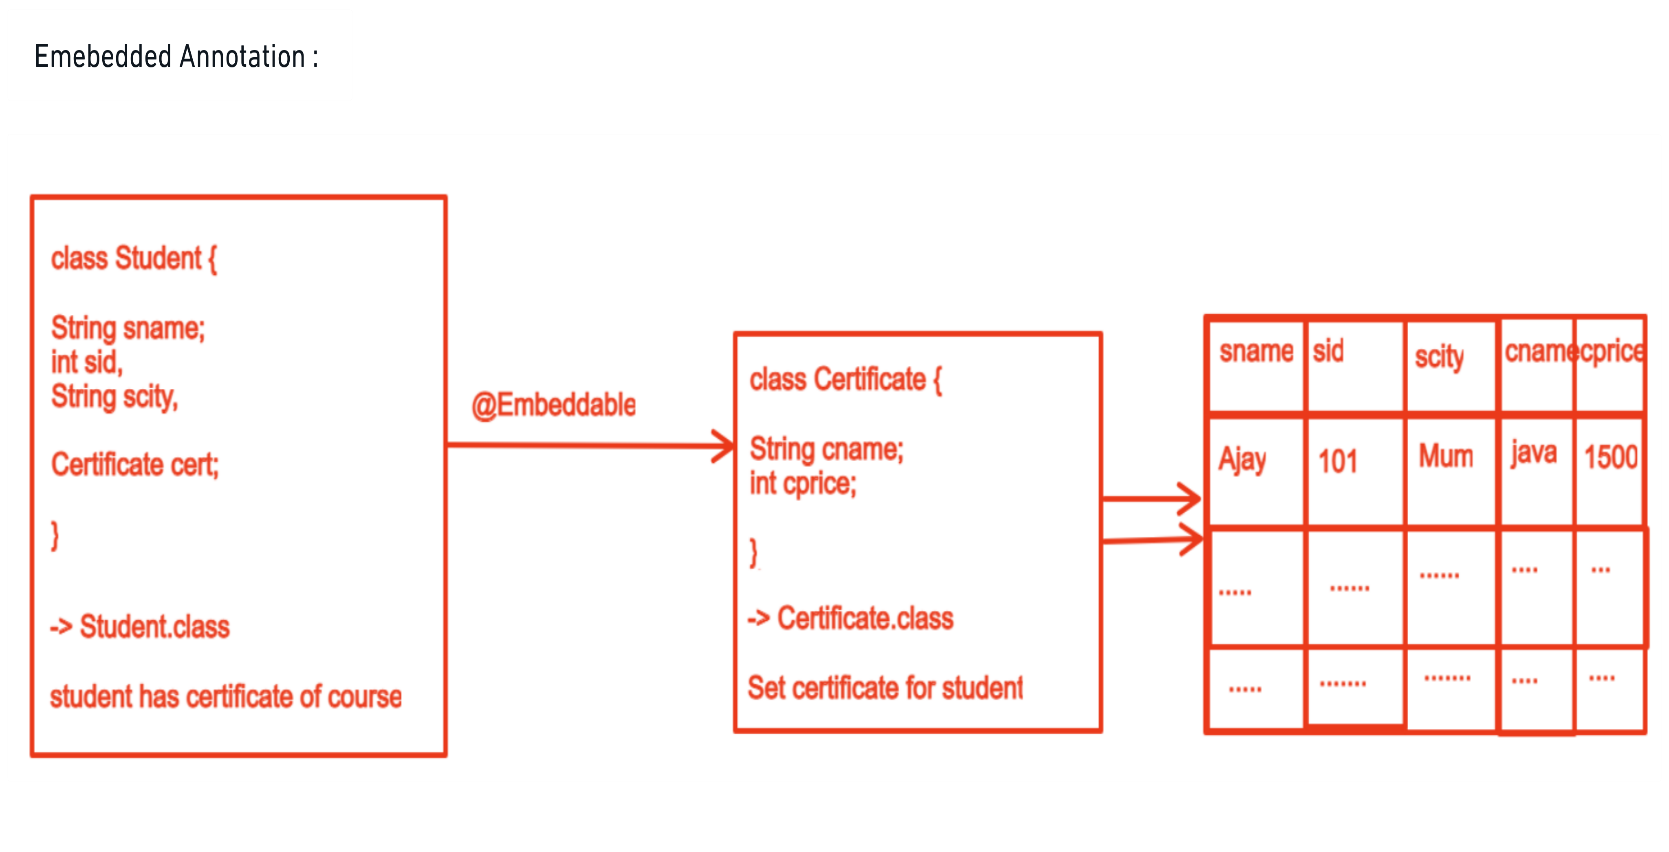 Emebedded Annotation :
class Student {
String sname;
int sid,
String scity,
Certificate cert;
}
-> Student.class
student has certificate of course
@Embeddable
class Certificate {
String cname;
int cprice;
}
-> Certificate.class
Set certificate for student
sname sid scity cname cprice
Ajay 101 Mum java 1500
..... ...... ...... .... ...
..... ....... ....... .... ....